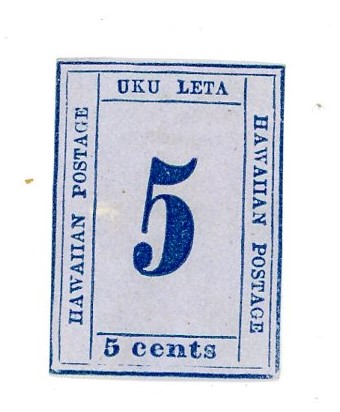 UKU LETA
HAWAIIAN POSTAGE
5
HAWAIIAN POSTAGE
5 cents